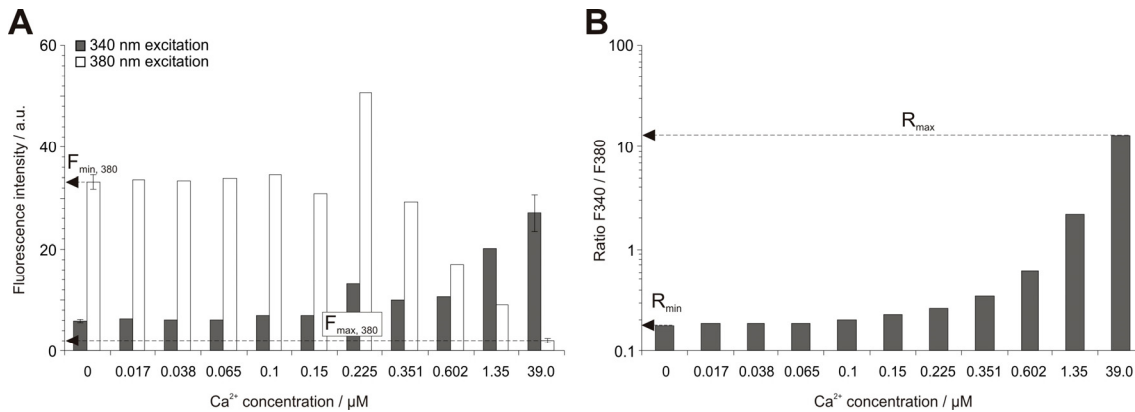 A
60
40
20
0
Fluorescence intensity / a.u.
340 nm excitation
380 nm excitation
Fmin, 380
Fmax, 380
0 0.017 0.038 0.065 0.1 0.15 0.225 0.351 0.602 1.35 39.0
Ca²⁺ concentration / µM
B
100
10
1
0.1
Ratio F340 / F380
Rmax
Rmin
0 0.017 0.038 0.065 0.1 0.15 0.225 0.351 0.602 1.35 39.0
Ca²⁺ concentration / µM